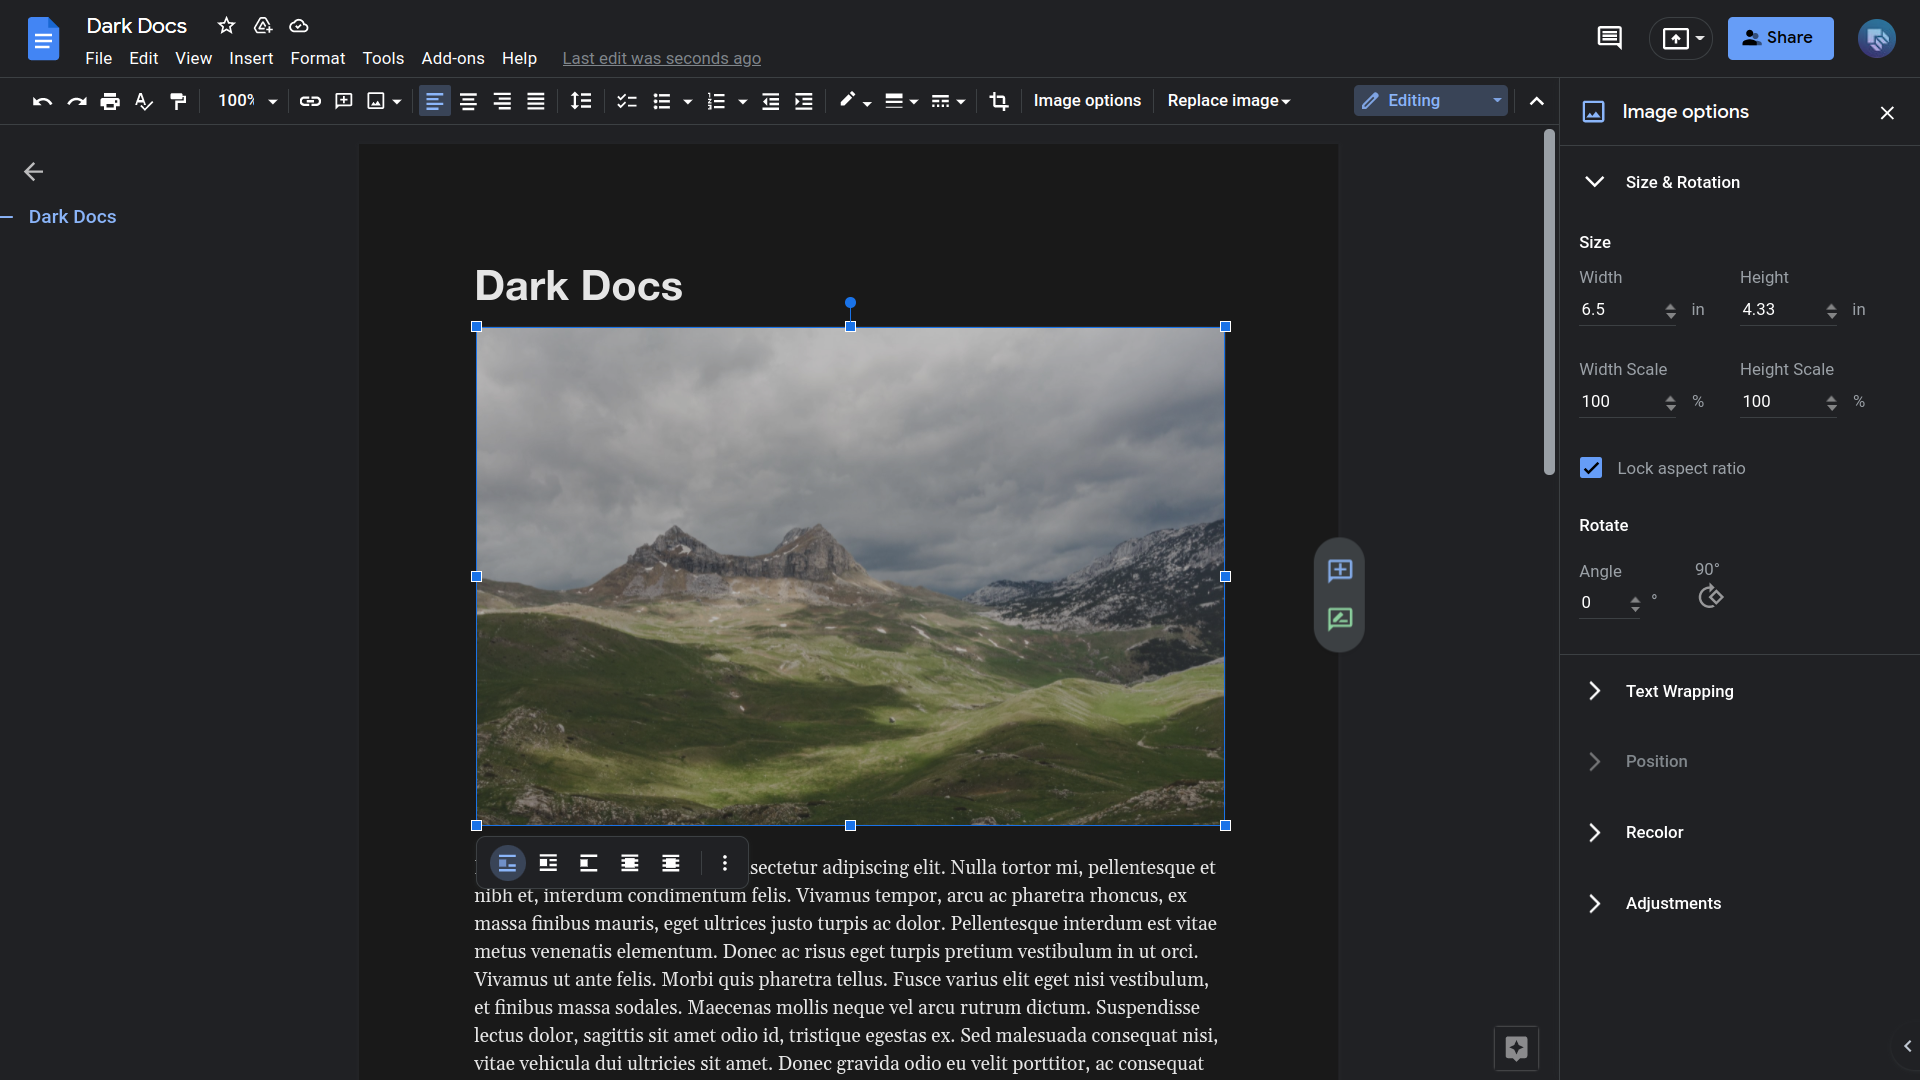 Dark Docs
File Edit View Insert Format Tools Add-ons Help Last edit was seconds ago
Share
100% Image options Replace image Editing
Image options
Dark Docs
Size & Rotation
Size
Width Height
6.5 in 4.33 in
Width Scale Height Scale
100 % 100 %
Lock aspect ratio
Rotate
Angle 90°
0 °
Text Wrapping
Position
Recolor
Adjustments
Dark Docs
sectetur adipiscing elit. Nulla tortor mi, pellentesque et
nibh et, interdum condimentum felis. Vivamus tempor, arcu ac pharetra rhoncus, ex
massa finibus mauris, eget ultrices justo turpis ac dolor. Pellentesque interdum est vitae
metus venenatis elementum. Donec ac risus eget turpis pretium vestibulum in ut orci.
Vivamus ut ante felis. Morbi quis pharetra tellus. Fusce varius elit eget nisi vestibulum,
et finibus massa sodales. Maecenas mollis neque vel arcu rutrum dictum. Suspendisse
lectus dolor, sagittis sit amet odio id, tristique egestas ex. Sed malesuada consequat nisi,
vitae vehicula dui ultricies sit amet. Donec gravida odio eu velit porttitor, ac consequat